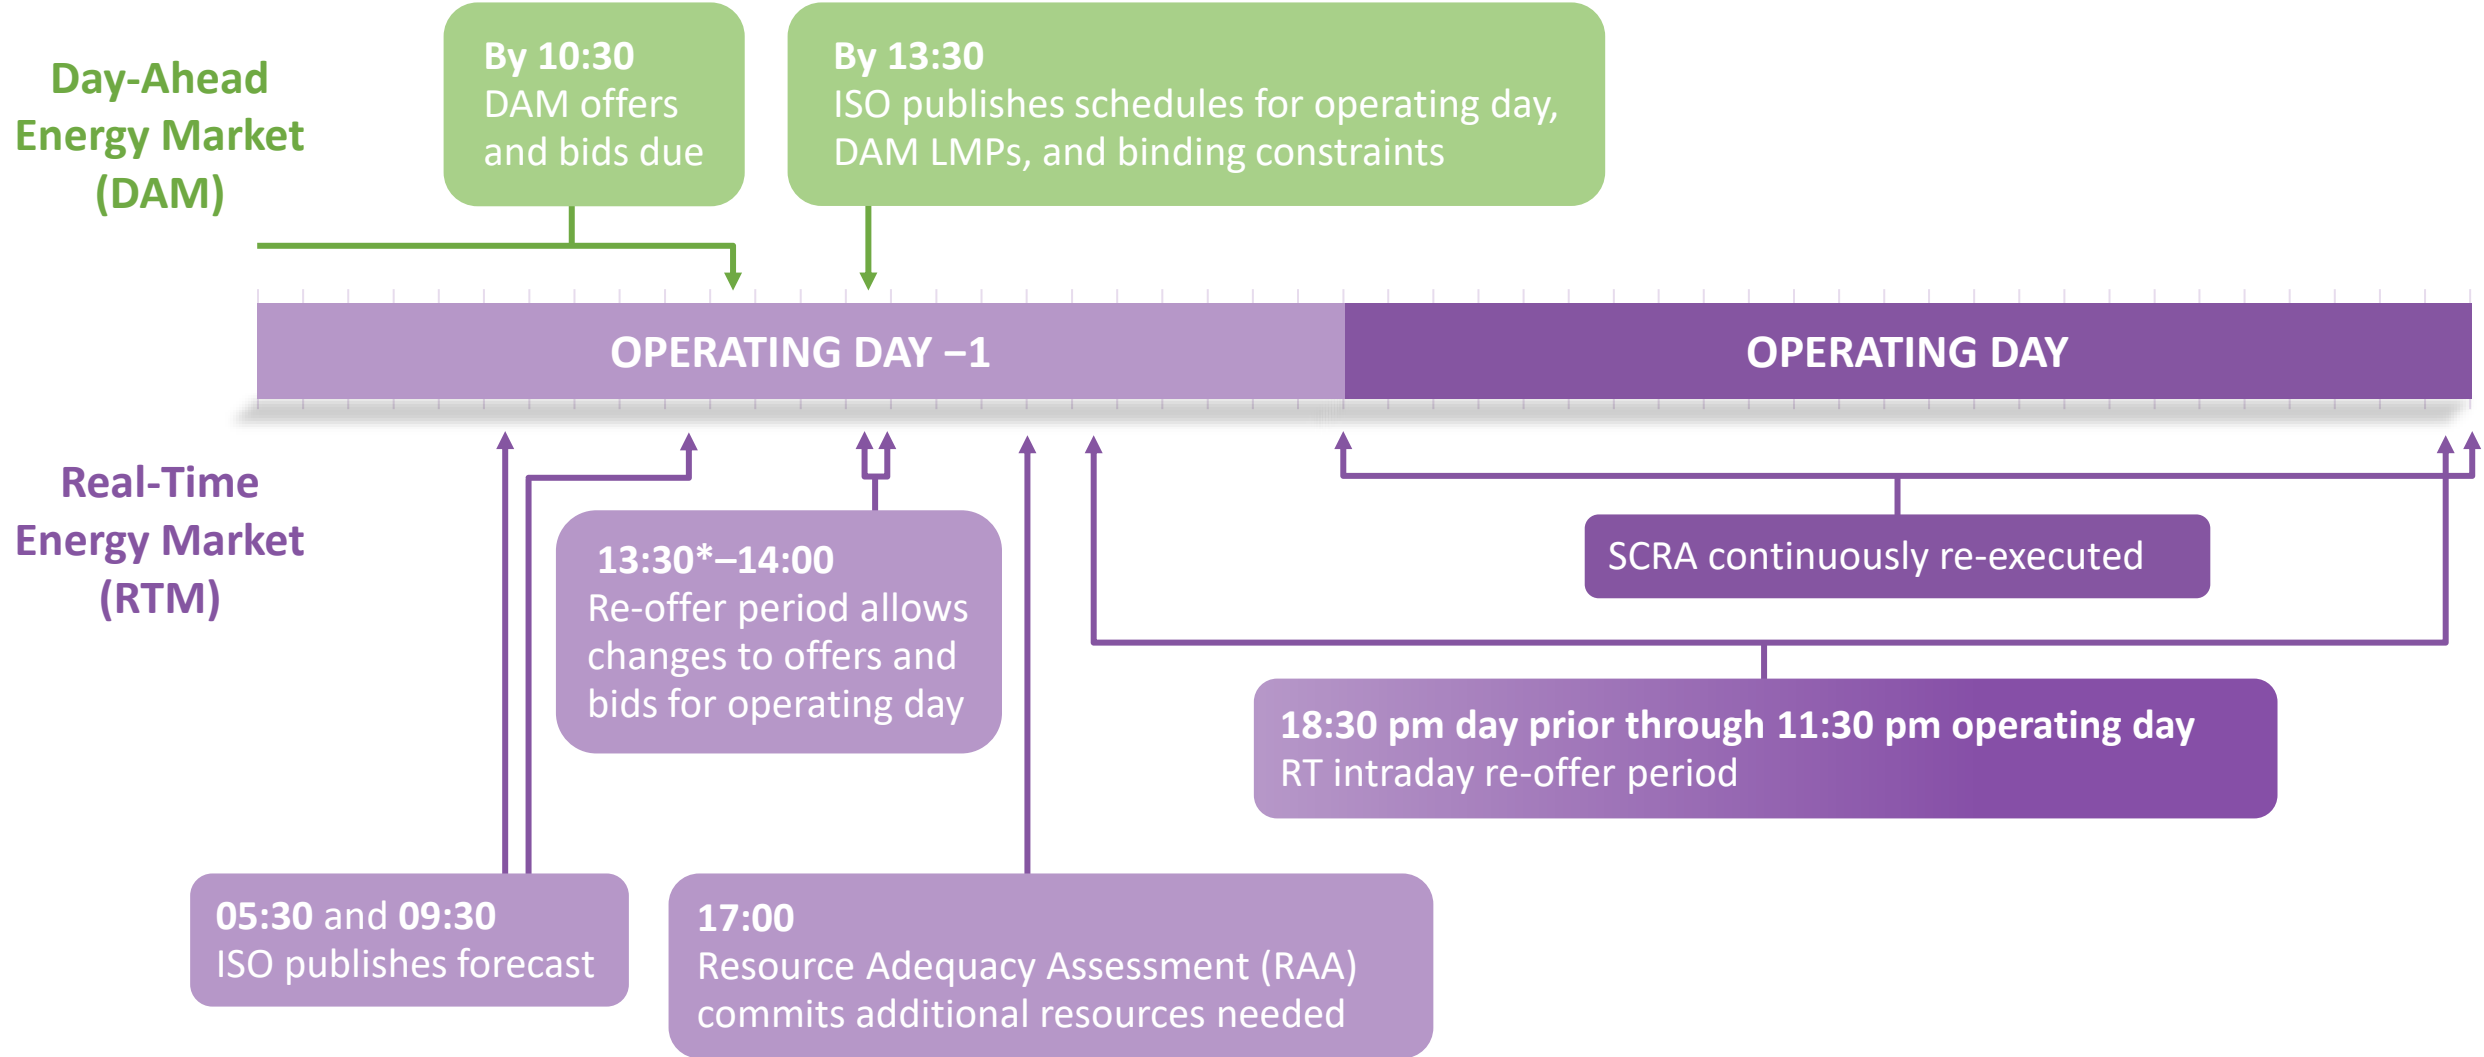 Day-Ahead
Energy Market
(DAM)
By 10:30
DAM offers
and bids due
By 13:30
ISO publishes schedules for operating day,
DAM LMPs, and binding constraints
OPERATING DAY –1
OPERATING DAY
Real-Time
Energy Market
(RTM)
13:30*–14:00
Re-offer period allows
changes to offers and
bids for operating day
SCRA continuously re-executed
18:30 pm day prior through 11:30 pm operating day
RT intraday re-offer period
05:30 and 09:30
ISO publishes forecast
17:00
Resource Adequacy Assessment (RAA)
commits additional resources needed